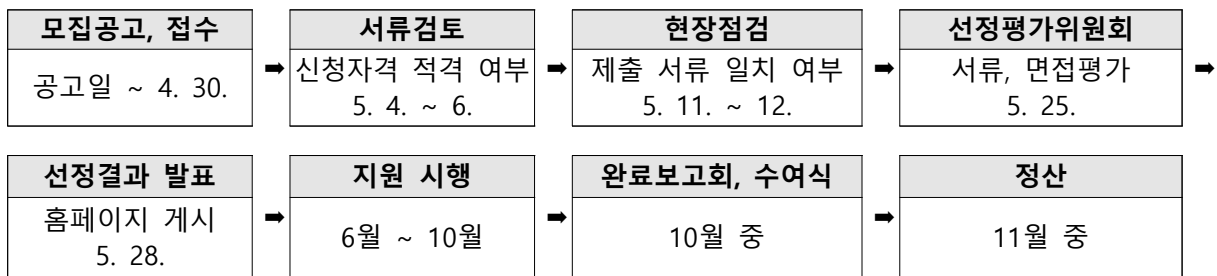 모집공고, 접수
공고일 ~ 4. 30.
➡
서류검토
신청자격 적격 여부
5. 4. ~ 6.
➡
현장점검
제출 서류 일치 여부
5. 11. ~ 12.
➡
선정평가위원회
서류, 면접평가
5. 25.
➡
선정결과 발표
홈페이지 게시
5. 28.
➡
지원 시행
6월 ~ 10월
➡
완료보고회, 수여식
10월 중
➡
정산
11월 중